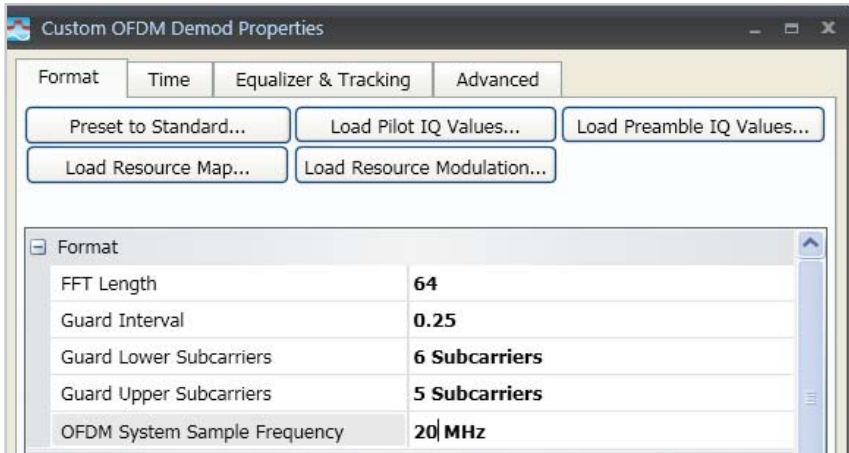 Custom OFDM Demod Properties
Format Time Equalizer & Tracking Advanced
Preset to Standard... Load Pilot IQ Values... Load Preamble IQ Values...
Load Resource Map... Load Resource Modulation...
Format
FFT Length 64
Guard Interval 0.25
Guard Lower Subcarriers 6 Subcarriers
Guard Upper Subcarriers 5 Subcarriers
OFDM System Sample Frequency 20 MHz